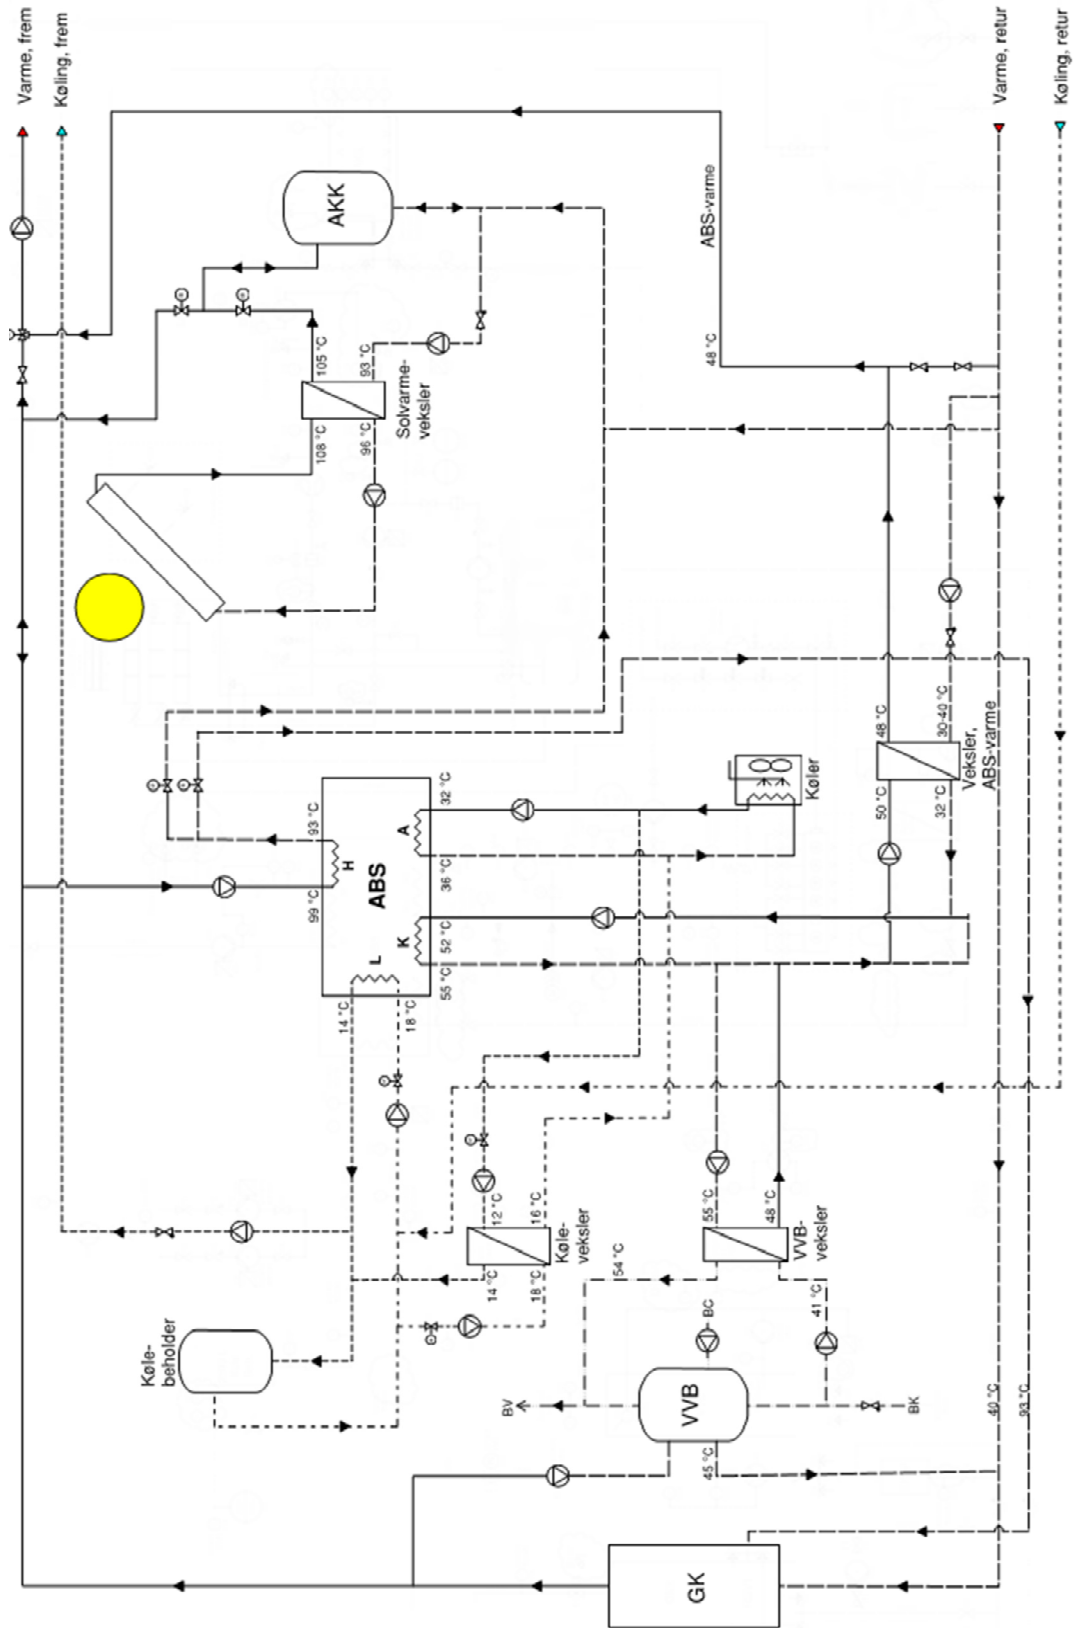 Varme, frem
Køling, frem
Varme, retur
Køling, retur
AKK
ABS-varme
48 °C
105 °C
93 °C
Solvarme-
veksler
108 °C
96 °C
93 °C
99 °C
H
ABS
A
32 °C
36 °C
K
52 °C
55 °C
L
14 °C
18 °C
Køler
48 °C
30-40 °C
Veksler,
ABS-varme
50 °C
32 °C
12 °C
16 °C
Køle-
veksler
14 °C
18 °C
55 °C
48 °C
VVB-
veksler
54 °C
41 °C
Køle-
beholder
BC
BV
VVB
BK
45 °C
40 °C
93 °C
GK